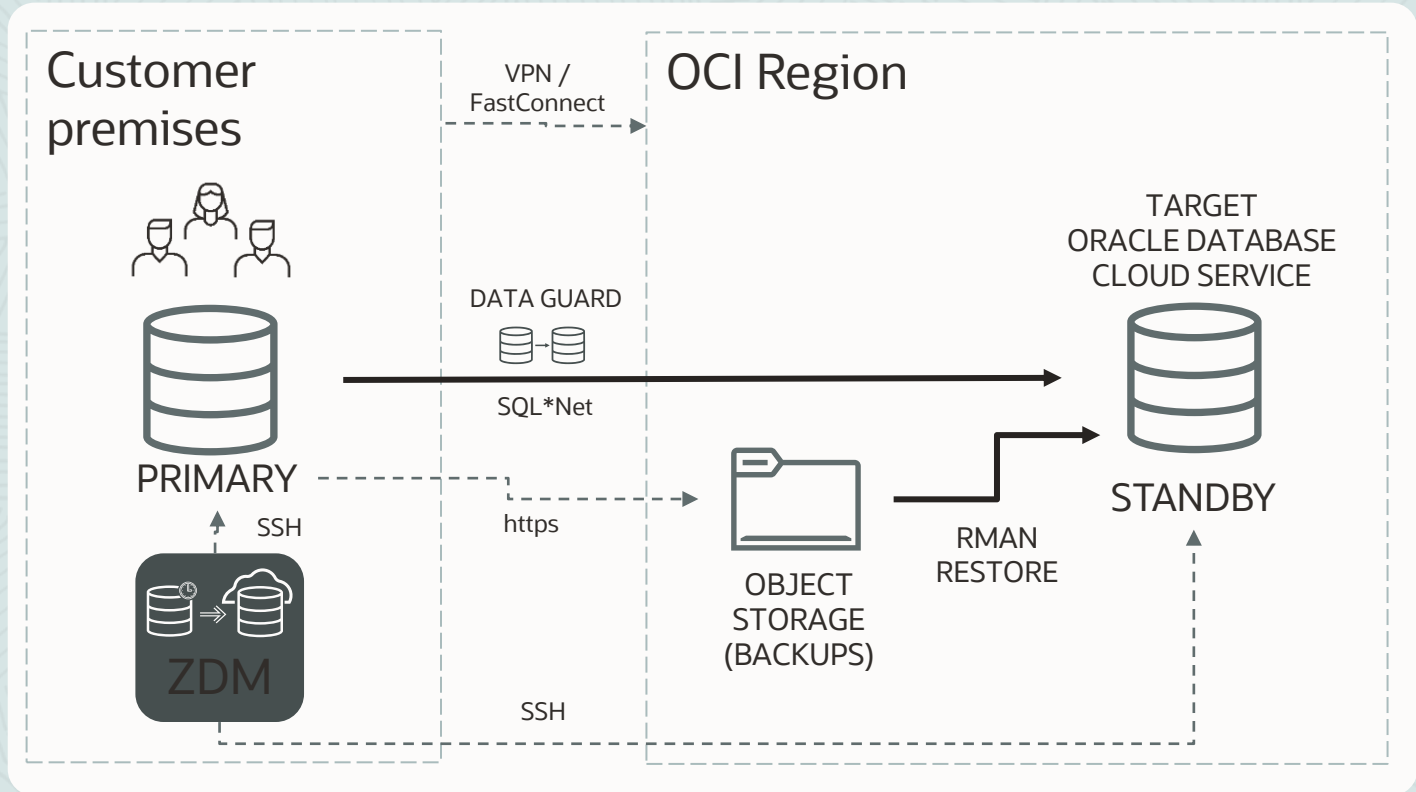 Customer
premises
VPN /
FastConnect
OCI Region
TARGET
ORACLE DATABASE
CLOUD SERVICE
DATA GUARD
SQL*Net
PRIMARY
STANDBY
SSH
https
RMAN
RESTORE
OBJECT
STORAGE
(BACKUPS)
ZDM
SSH